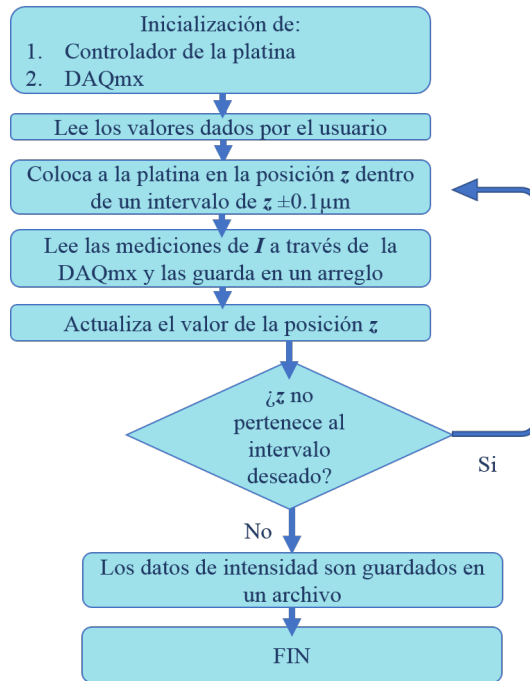 Inicialización de:
1. Controlador de la platina
2. DAQmx
Lee los valores dados por el usuario
Coloca a la platina en la posición z dentro
de un intervalo de z ±0.1µm
Lee las mediciones de I a través de la
DAQmx y las guarda en un arreglo
Actualiza el valor de la posición z
¿z no
pertenece al
intervalo
deseado?
Si
No
Los datos de intensidad son guardados en
un archivo
FIN